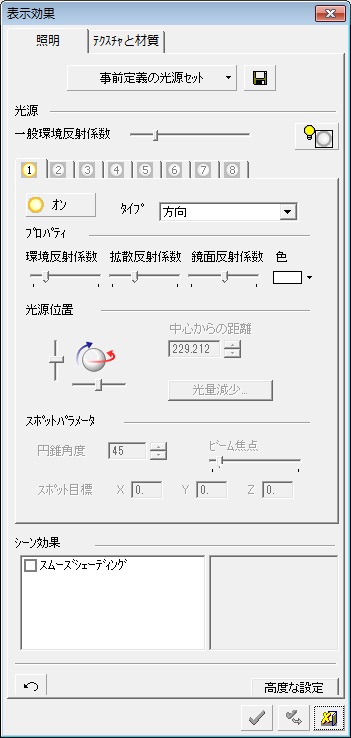 表示効果
照明 ﾃｸｽﾁｬと材質
事前定義の光源セット
光源
一般環境反射係数
1 2 3 4 5 6 7 8
オン ﾀｲﾌﾟ 方向
ﾌﾟﾛﾊﾟﾃｨ
環境反射係数 拡散反射係数 鏡面反射係数 色
光源位置
中心からの距離
229.212
光量減少...
ｽﾎﾟｯﾄﾊﾟﾗﾒｰﾀ
円錐角度 45 ﾋﾞｰﾑ焦点
ｽﾎﾟｯﾄ目標 X 0. Y 0. Z 0.
ｼｰﾝ効果
ｽﾑｰｽﾞｼｪｰﾃﾞｨﾝｸﾞ
高度な設定